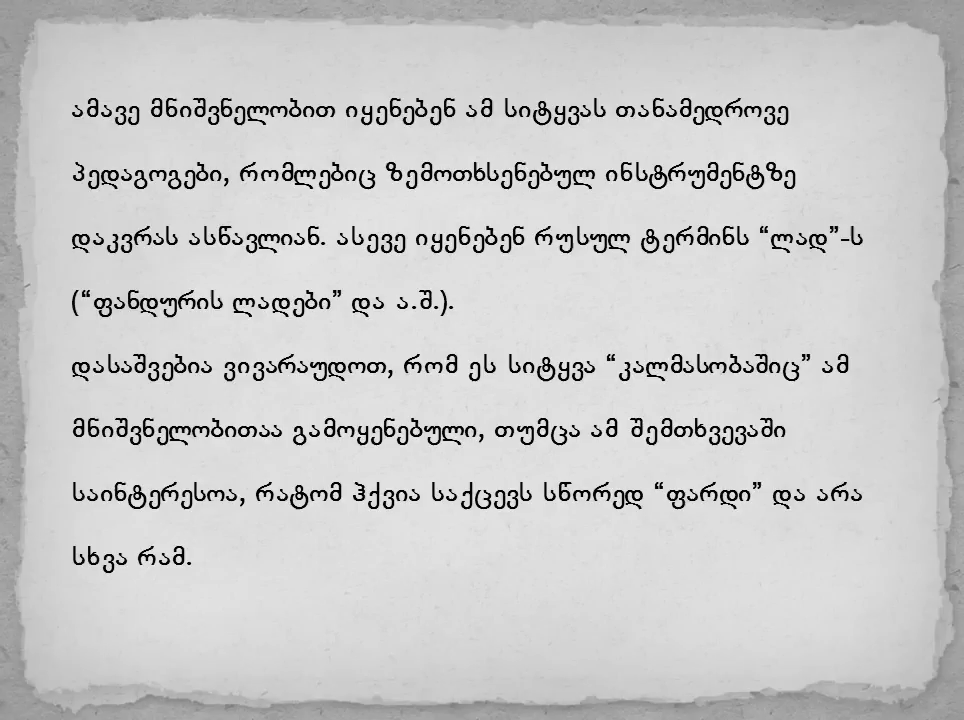 ამავე მნიშვნელობით იყენებენ ამ სიტყვას თანამედროვე
პედაგოგები, რომლებიც ზემოთხსენებულ ინსტრუმენტზე
დაკვრას ასწავლიან. ასევე იყენებენ რუსულ ტერმინს “ლად”-ს
(“ფანდურის ლადები” და ა.შ.).
დასაშვებია ვივარაუდოთ, რომ ეს სიტყვა “კალმასობაშიც” ამ
მნიშვნელობითაა გამოყენებული, თუმცა ამ შემთხვევაში
საინტერესოა, რატომ ჰქვია საქცევს სწორედ “ფარდი” და არა
სხვა რამ.